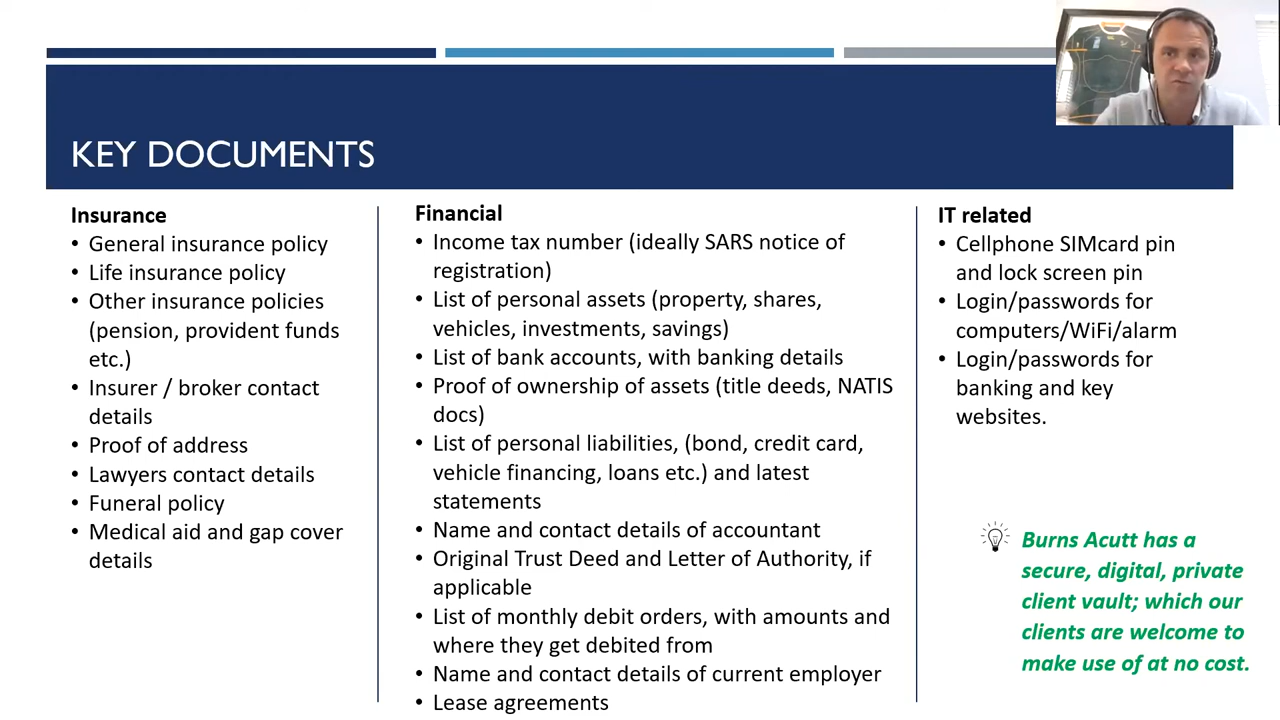 KEY DOCUMENTS
Insurance
• General insurance policy
• Life insurance policy
• Other insurance policies
(pension, provident funds
etc.)
• Insurer / broker contact
details
• Proof of address
• Lawyers contact details
• Funeral policy
• Medical aid and gap cover
details
Financial
• Income tax number (ideally SARS notice of
registration)
• List of personal assets (property, shares,
vehicles, investments, savings)
• List of bank accounts, with banking details
• Proof of ownership of assets (title deeds, NATIS
docs)
• List of personal liabilities, (bond, credit card,
vehicle financing, loans etc.) and latest
statements
• Name and contact details of accountant
• Original Trust Deed and Letter of Authority, if
applicable
• List of monthly debit orders, with amounts and
where they get debited from
• Name and contact details of current employer
• Lease agreements
IT related
• Cellphone SIMcard pin
and lock screen pin
• Login/passwords for
computers/WiFi/alarm
• Login/passwords for
banking and key
websites.
Burns Acutt has a
secure, digital, private
client vault; which our
clients are welcome to
make use of at no cost.